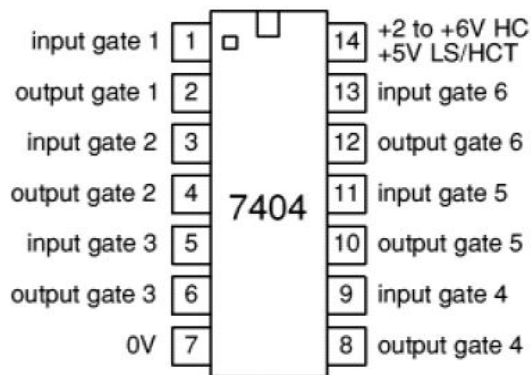 input gate 1 1 14 +2 to +6V HC
+5V LS/HCT
output gate 1 2 13 input gate 6
input gate 2 3 12 output gate 6
output gate 2 4 7404 11 input gate 5
input gate 3 5 10 output gate 5
output gate 3 6 9 input gate 4
0V 7 8 output gate 4